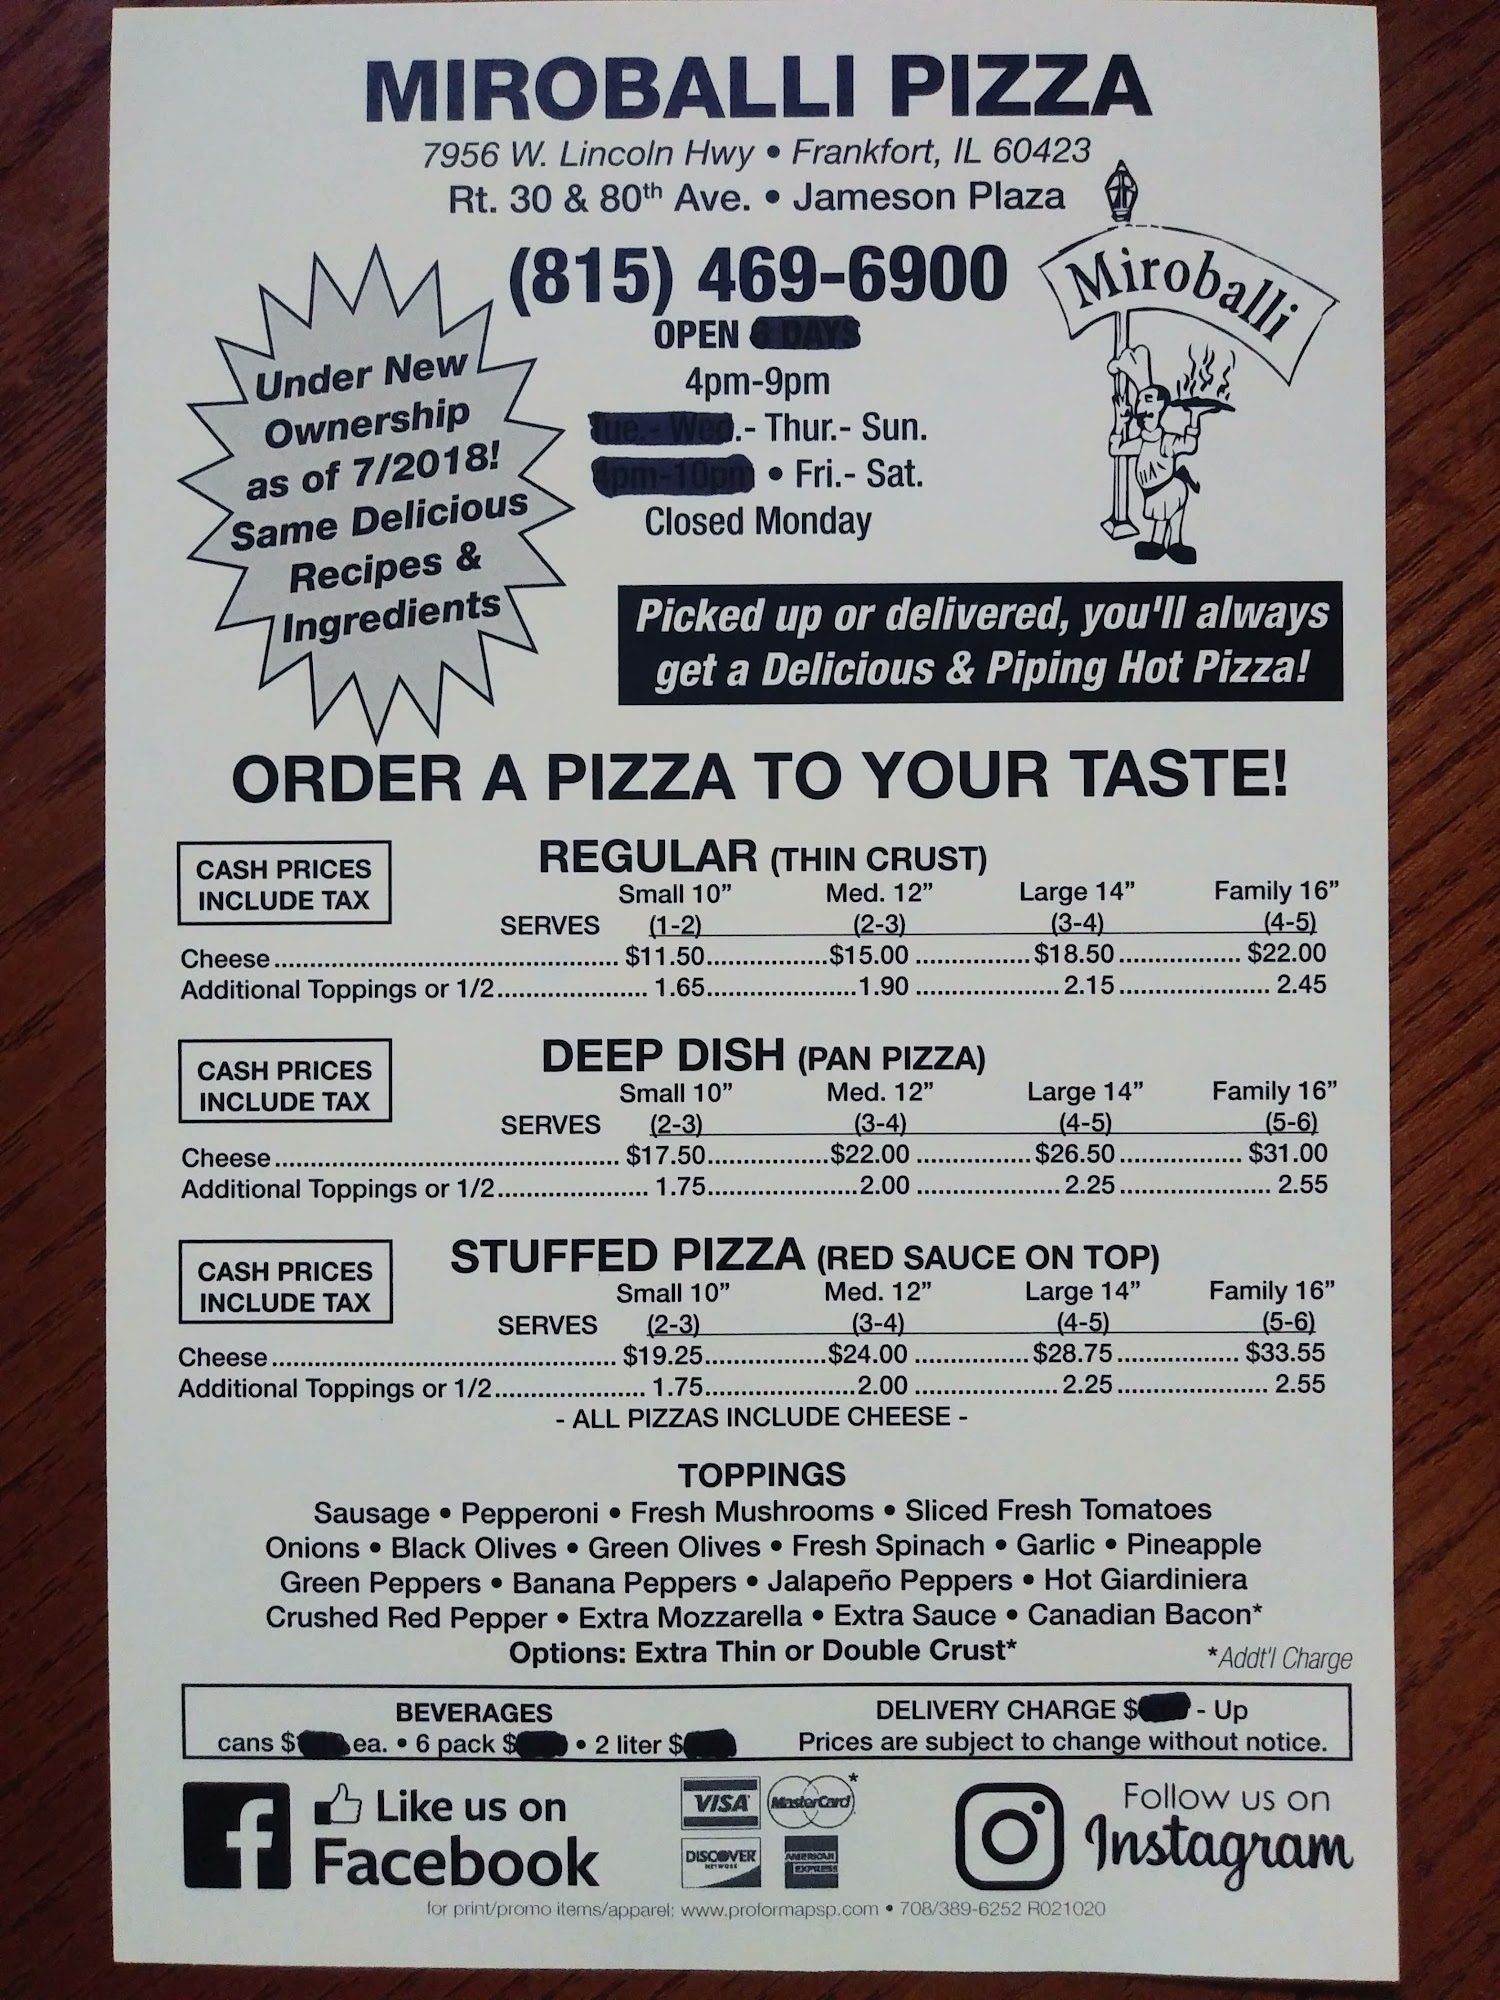 MIROBALLI PIZZA
7956 W. Lincoln Hwy • Frankfort, IL 60423
Rt. 30 & 80th Ave. • Jameson Plaza
(815) 469-6900
OPEN 6 DAYS
4pm-9pm
Tue.- Wed.- Thur.- Sun.
4pm-10pm • Fri.- Sat.
Closed Monday
Miroballi
Under New
Ownership
as of 7/2018!
Same Delicious
Recipes &
Ingredients
Picked up or delivered, you'll always
get a Delicious & Piping Hot Pizza!
ORDER A PIZZA TO YOUR TASTE!
CASH PRICES
INCLUDE TAX
REGULAR (THIN CRUST)
Small 10" Med. 12" Large 14" Family 16"
SERVES (1-2) (2-3) (3-4) (4-5)
Cheese $11.50 $15.00 $18.50 $22.00
Additional Toppings or 1/2 1.65 1.90 2.15 2.45
CASH PRICES
INCLUDE TAX
DEEP DISH (PAN PIZZA)
Small 10" Med. 12" Large 14" Family 16"
SERVES (2-3) (3-4) (4-5) (5-6)
Cheese $17.50 $22.00 $26.50 $31.00
Additional Toppings or 1/2 1.75 2.00 2.25 2.55
CASH PRICES
INCLUDE TAX
STUFFED PIZZA (RED SAUCE ON TOP)
Small 10" Med. 12" Large 14" Family 16"
SERVES (2-3) (3-4) (4-5) (5-6)
Cheese $19.25 $24.00 $28.75 $33.55
Additional Toppings or 1/2 1.75 2.00 2.25 2.55
- ALL PIZZAS INCLUDE CHEESE -
TOPPINGS
Sausage • Pepperoni • Fresh Mushrooms • Sliced Fresh Tomatoes
Onions • Black Olives • Green Olives • Fresh Spinach • Garlic • Pineapple
Green Peppers • Banana Peppers • Jalapeño Peppers • Hot Giardiniera
Crushed Red Pepper • Extra Mozzarella • Extra Sauce • Canadian Bacon*
Options: Extra Thin or Double Crust*
*Addt'l Charge
BEVERAGES
cans $ ea. • 6 pack $ • 2 liter $
DELIVERY CHARGE $ - Up
Prices are subject to change without notice.
f
Like us on
Facebook
VISA MasterCard*
DISCOVER NETWORK AMERICAN EXPRESS
Follow us on
Instagram
for print/promo items/apparel: www.proformapsp.com • 708/389-6252 R021020